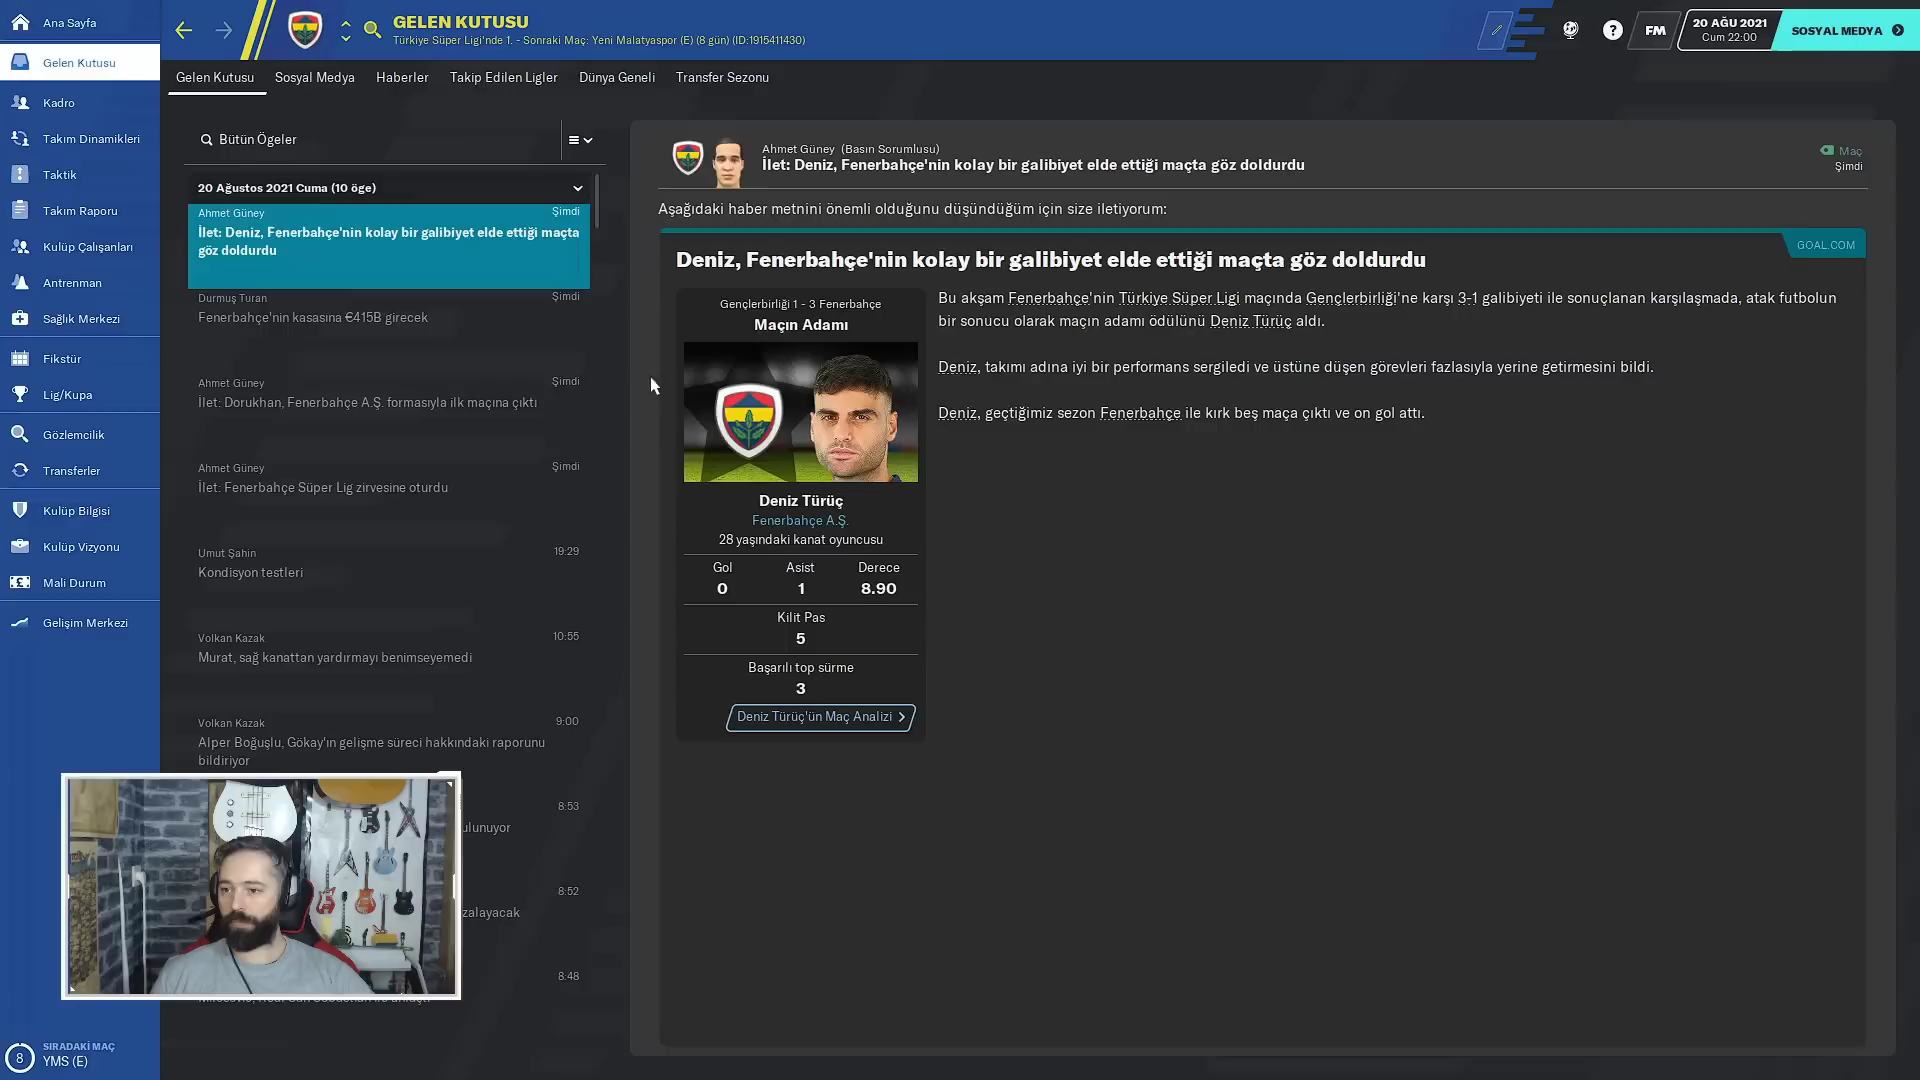 Ana Sayfa
Gelen Kutusu
Kadro
Takım Dinamikleri
Taktik
Takım Raporu
Kulüp Çalışanları
Antrenman
Sağlık Merkezi
Fikstür
Lig/Kupa
Gözlemcilik
Transferler
Kulüp Bilgisi
Kulüp Vizyonu
Mali Durum
Gelişim Merkezi
8
SIRADAKİ MAÇ
YMS (E)
GELEN KUTUSU
Türkiye Süper Ligi'nde 1. - Sonraki Maç: Yeni Malatyaspor (E) (8 gün) (ID:1915411430)
FM
20 AĞU 2021
Cum 22:00
SOSYAL MEDYA
Gelen Kutusu
Sosyal Medya
Haberler
Takip Edilen Ligler
Dünya Geneli
Transfer Sezonu
Bütün Ögeler
20 Ağustos 2021 Cuma (10 öge)
Ahmet Güney
Şimdi
İlet: Deniz, Fenerbahçe'nin kolay bir galibiyet elde ettiği maçta
göz doldurdu
Durmuş Turan
Şimdi
Fenerbahçe'nin kasasına €415B girecek
Ahmet Güney
Şimdi
İlet: Dorukhan, Fenerbahçe A.Ş. formasıyla ilk maçına çıktı
Ahmet Güney
Şimdi
İlet: Fenerbahçe Süper Lig zirvesine oturdu
Umut Şahin
19:29
Kondisyon testleri
Volkan Kazak
10:55
Murat, sağ kanattan yardırmayı benimseyemedi
Volkan Kazak
9:00
Alper Boğuşlu, Gökay'ın gelişme süreci hakkındaki raporunu
bildiriyor
8:53
ulunuyor
8:52
zalayacak
8:48
Ahmet Güney (Basın Sorumlusu)
İlet: Deniz, Fenerbahçe'nin kolay bir galibiyet elde ettiği maçta göz doldurdu
Maç
Şimdi
Aşağıdaki haber metnini önemli olduğunu düşündüğüm için size iletiyorum:
GOAL.COM
Deniz, Fenerbahçe'nin kolay bir galibiyet elde ettiği maçta göz doldurdu
Gençlerbirliği 1 - 3 Fenerbahçe
Maçın Adamı
Deniz Türüç
Fenerbahçe A.Ş.
28 yaşındaki kanat oyuncusu
Gol Asist Derece
0 1 8.90
Kilit Pas
5
Başarılı top sürme
3
Deniz Türüç'ün Maç Analizi
Bu akşam Fenerbahçe'nin Türkiye Süper Ligi maçında Gençlerbirliği'ne karşı 3-1 galibiyeti ile sonuçlanan karşılaşmada, atak futbolun
bir sonucu olarak maçın adamı ödülünü Deniz Türüç aldı.
Deniz, takımı adına iyi bir performans sergiledi ve üstüne düşen görevleri fazlasıyla yerine getirmesini bildi.
Deniz, geçtiğimiz sezon Fenerbahçe ile kırk beş maça çıktı ve on gol attı.